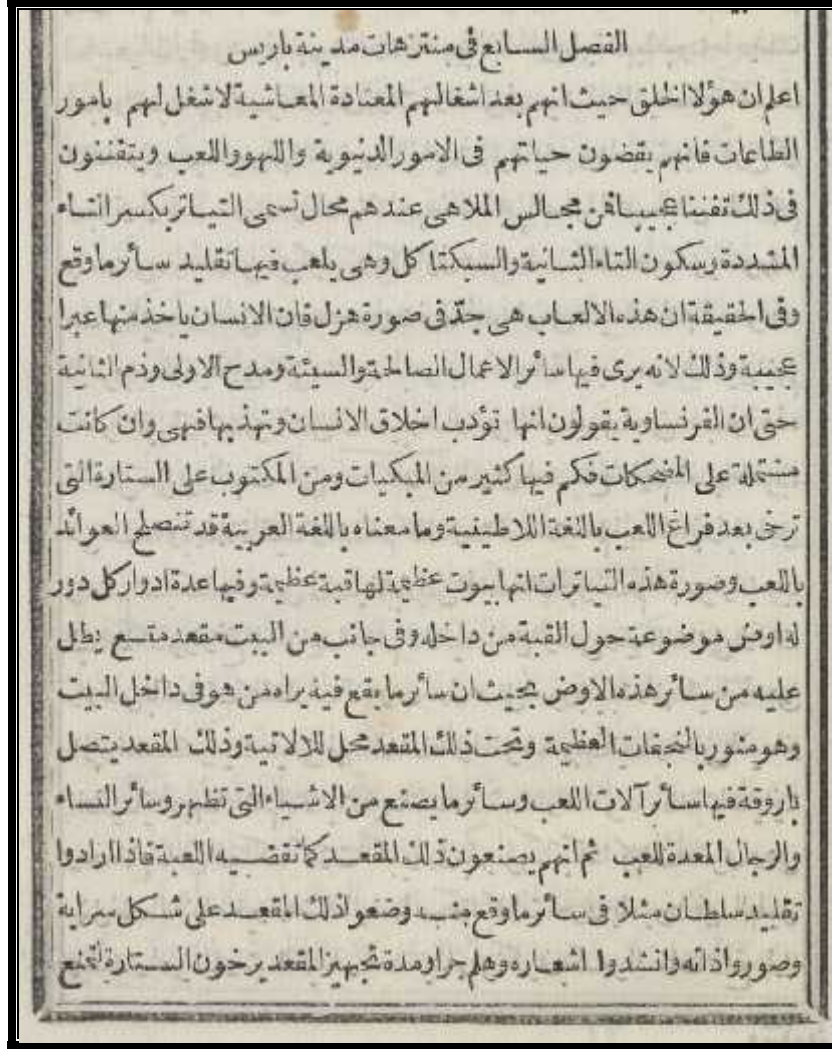 الفصل السابع فى منتزهات مدينة باريس
اعلم ان هؤلا الخلق حيث انهم بعد اشغالهم المعتادة المعاشية لا شغل لهم بامور
الطاعات فانهم يقضون حياتهم فى الامور الدنيوية واللهو واللعب ويتفننون
فى ذلك تفننا عجيبا فن مجالس الملاهى عندهم محال تسمى التياتر بكسر التاء
المشددة وسكون التاء الثانية والسبكتاكل وهى يلعب فيها تقليد سائر ما وقع
وفى الحقيقة ان هذه الالعاب هى جدّ فى صورة هزل فان الانسان ياخذ منها عبرا
عجيبة وذلك لانه يرى فيها سائر الاعمال الصالحة والسيئة ومدح الاولى وذم الثانية
حتى ان الفرنساوية يقولون انها تؤدب اخلاق الانسان وتهذبها فهى وان كانت
مشتملة على المضحكات فكم فيها كثير من المبكيات ومن المكتوب على الستارة التى
ترخى بعد فراغ اللعب باللغة اللاطينية وما معناه باللغة العربية قد تنصلح العوائد
باللعب وصورة هذه التياترات انها بيوت عظيمة لها قبة عظيمة وفيها عدة ادوار كل دور
له اوض موضوعة حول القبة من داخله وفى جانب من البيت مقعد متسع يطل
عليه من سائر هذه الاوض بحيث ان سائر ما يقع فيه يراه من هو فى داخل البيت
وهو منور بالنجفات العظيمة وتحت ذلك المقعد محل للالاتية وذلك المقعد يتصل
باروقة فيها سائر آلات اللعب وسائر ما يصنع من الاشياء التى تظهر وسائر النساء
والرجال المعدة للعب ثم انهم يصنعون ذلك المقعد كما تقضيه اللعبة فاذا ارادوا
تقليد سلطان مثلا فى سائر ما وقع منه وضعوا ذلك المقعد على شكل سراية
وصوروا ذاته وانشدوا اشعاره وهلم جرا ومدة تجهيز المقعد يرخون الستارة لتمنع